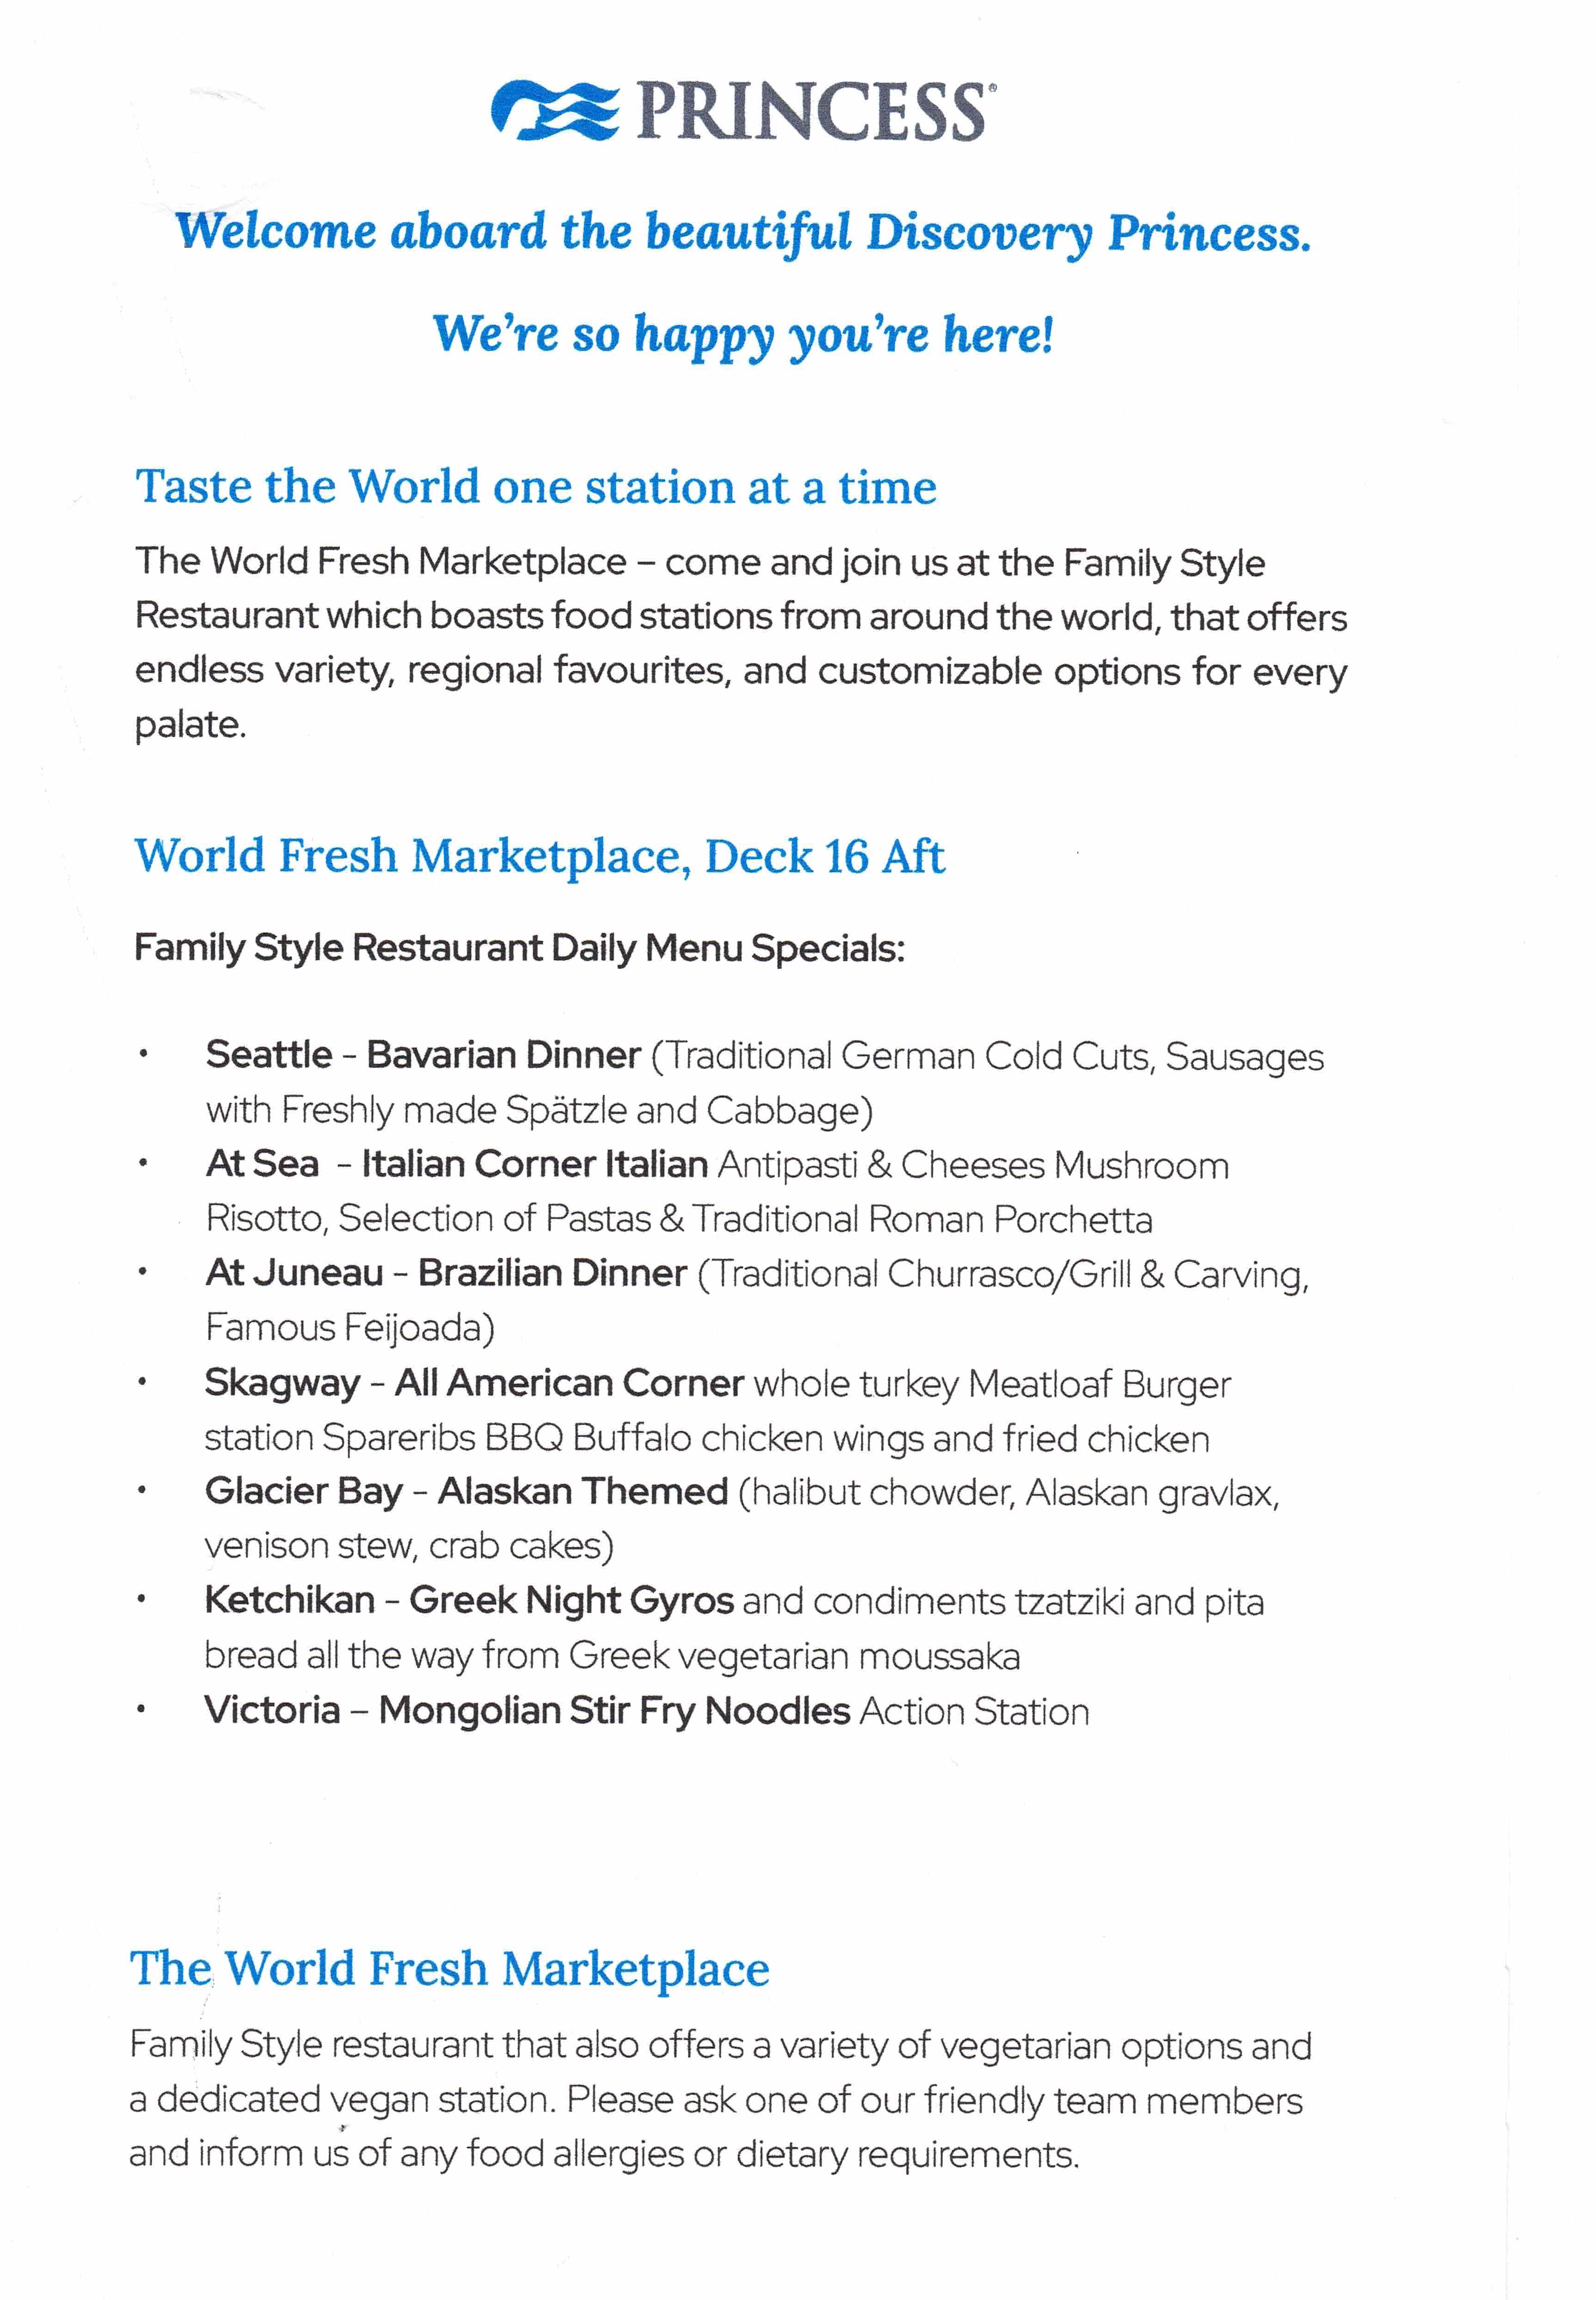 PRINCESS®
Welcome aboard the beautiful Discovery Princess.
We're so happy you're here!
Taste the World one station at a time
The World Fresh Marketplace – come and join us at the Family Style
Restaurant which boasts food stations from around the world, that offers
endless variety, regional favourites, and customizable options for every
palate.
World Fresh Marketplace, Deck 16 Aft
Family Style Restaurant Daily Menu Specials:
• Seattle - Bavarian Dinner (Traditional German Cold Cuts, Sausages
with Freshly made Spätzle and Cabbage)
• At Sea - Italian Corner Italian Antipasti & Cheeses Mushroom
Risotto, Selection of Pastas & Traditional Roman Porchetta
• At Juneau - Brazilian Dinner (Traditional Churrasco/Grill & Carving,
Famous Feijoada)
• Skagway - All American Corner whole turkey Meatloaf Burger
station Spareribs BBQ Buffalo chicken wings and fried chicken
• Glacier Bay - Alaskan Themed (halibut chowder, Alaskan gravlax,
venison stew, crab cakes)
• Ketchikan - Greek Night Gyros and condiments tzatziki and pita
bread all the way from Greek vegetarian moussaka
• Victoria – Mongolian Stir Fry Noodles Action Station
The World Fresh Marketplace
Family Style restaurant that also offers a variety of vegetarian options and
a dedicated vegan station. Please ask one of our friendly team members
and inform us of any food allergies or dietary requirements.